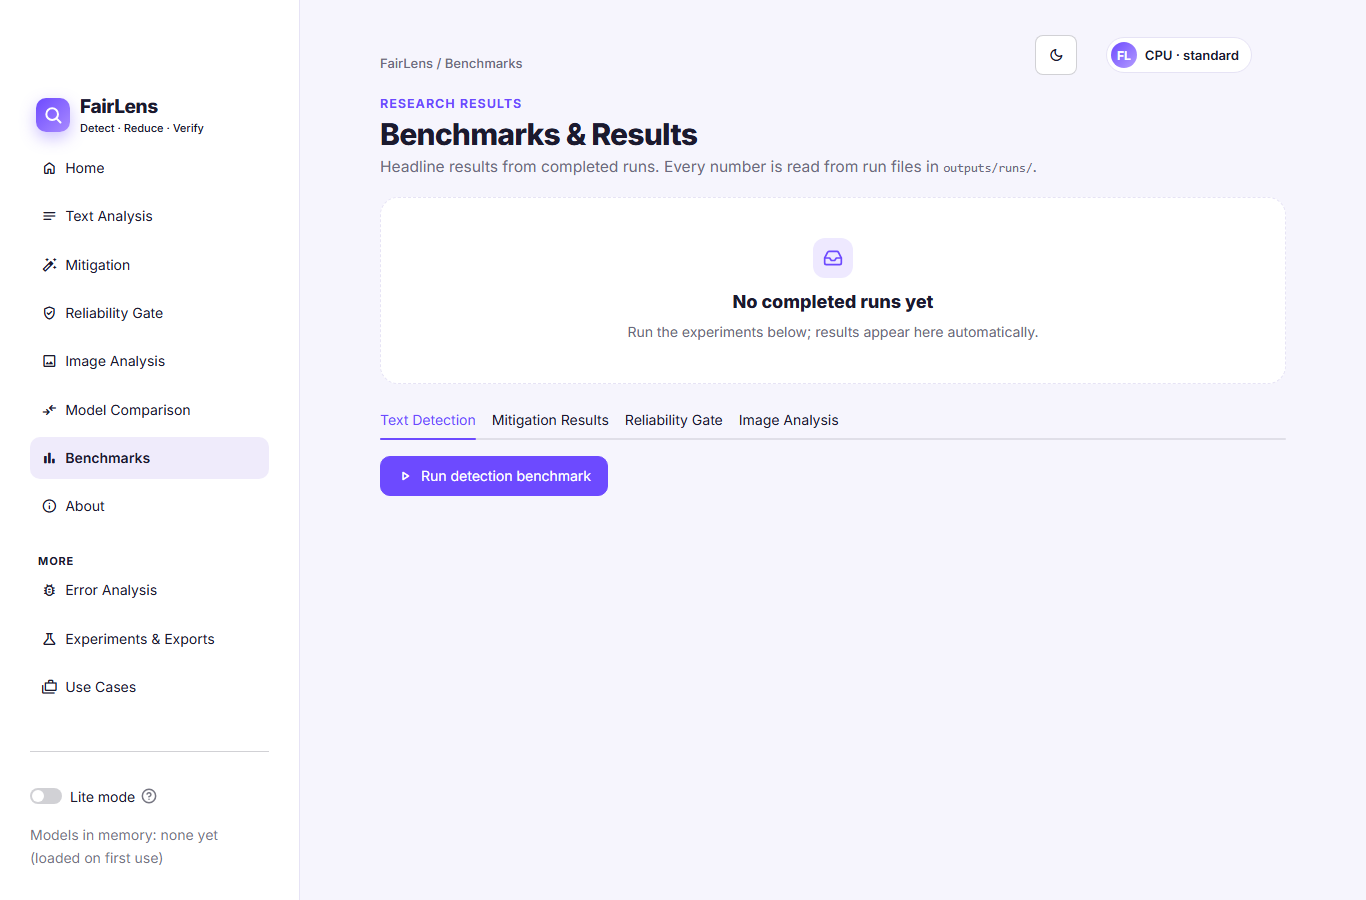 FairLens
Detect · Reduce · Verify
Home
Text Analysis
Mitigation
Reliability Gate
Image Analysis
Model Comparison
Benchmarks
About
MORE
Error Analysis
Experiments & Exports
Use Cases
Lite mode
Models in memory: none yet
(loaded on first use)
FairLens / Benchmarks
FL CPU · standard
RESEARCH RESULTS
Benchmarks & Results
Headline results from completed runs. Every number is read from run files in outputs/runs/.
No completed runs yet
Run the experiments below; results appear here automatically.
Text Detection Mitigation Results Reliability Gate Image Analysis
Run detection benchmark